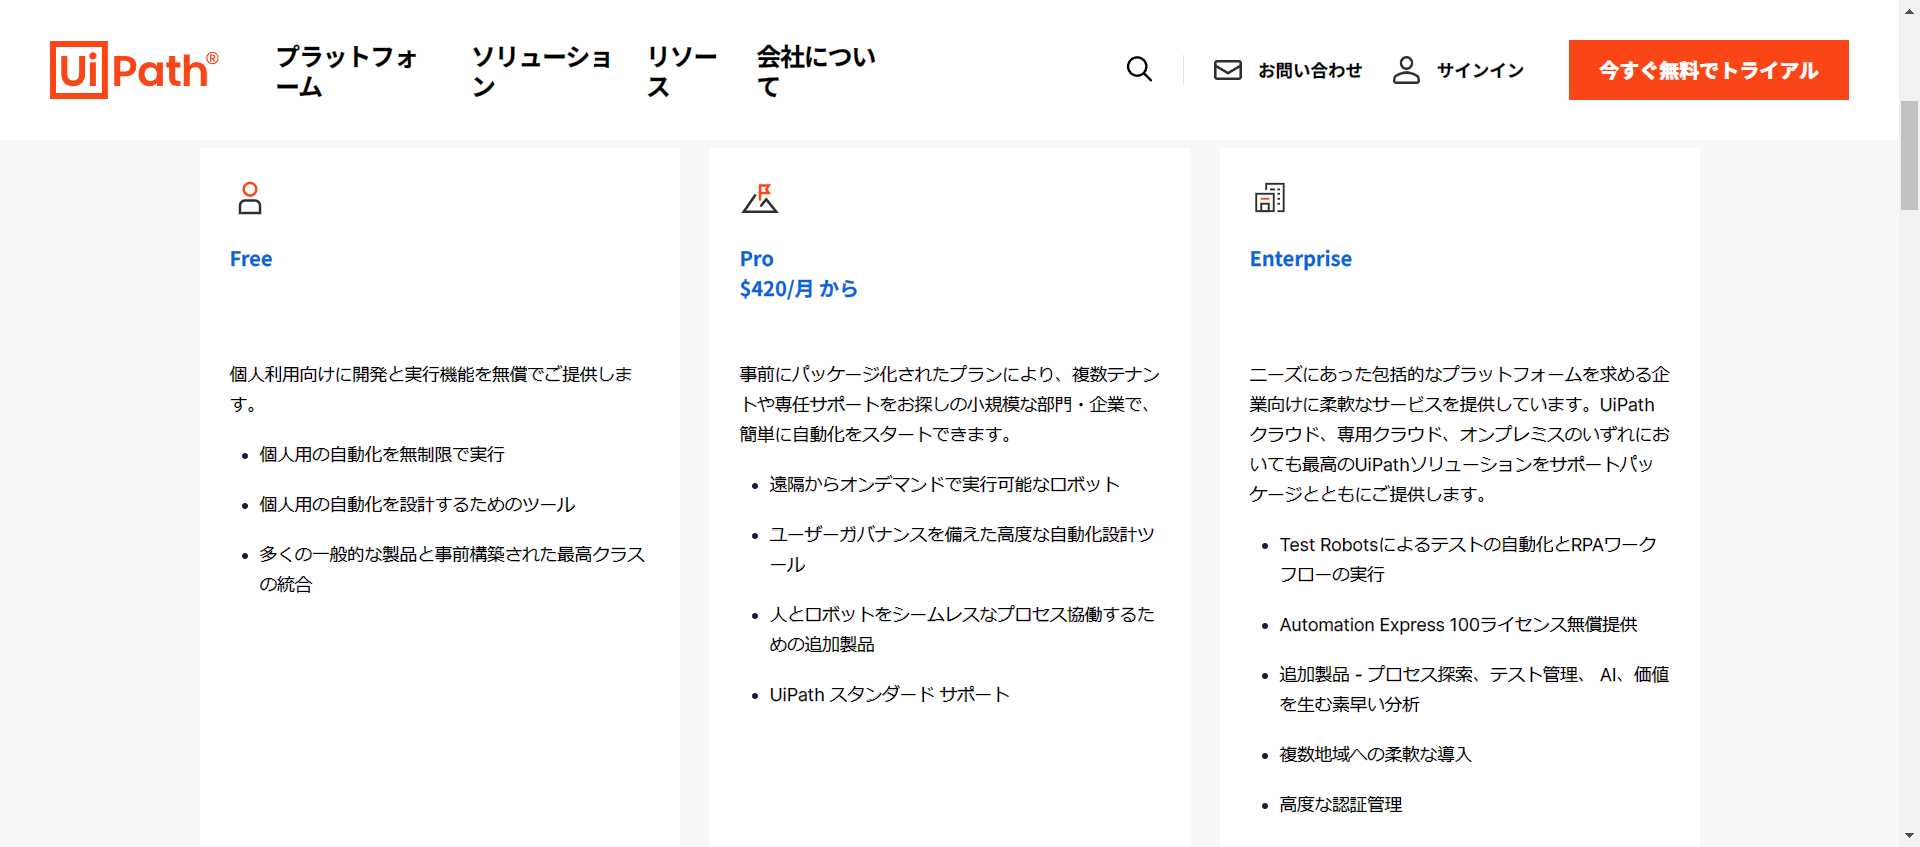 UiPath®
プラットフォ
ーム
ソリューショ
ン
リソー
ス
会社につい
て
お問い合わせ
サインイン
今すぐ無料でトライアル
Free
個人利用向けに開発と実行機能を無償でご提供しま
す。
• 個人用の自動化を無制限で実行
• 個人用の自動化を設計するためのツール
• 多くの一般的な製品と事前構築された最高クラス
の統合
Pro
$420/月 から
事前にパッケージ化されたプランにより、複数テナン
トや専任サポートをお探しの小規模な部門・企業で、
簡単に自動化をスタートできます。
• 遠隔からオンデマンドで実行可能なロボット
• ユーザーガバナンスを備えた高度な自動化設計ツ
ール
• 人とロボットをシームレスなプロセス協働するた
めの追加製品
• UiPath スタンダード サポート
Enterprise
ニーズにあった包括的なプラットフォームを求める企
業向けに柔軟なサービスを提供しています。UiPath
クラウド、専用クラウド、オンプレミスのいずれにお
いても最高のUiPathソリューションをサポートパッ
ケージとともにご提供します。
• Test Robotsによるテストの自動化とRPAワーク
フローの実行
• Automation Express 100ライセンス無償提供
• 追加製品 - プロセス探索、テスト管理、 AI、価値
を生む素早い分析
• 複数地域への柔軟な導入
• 高度な認証管理